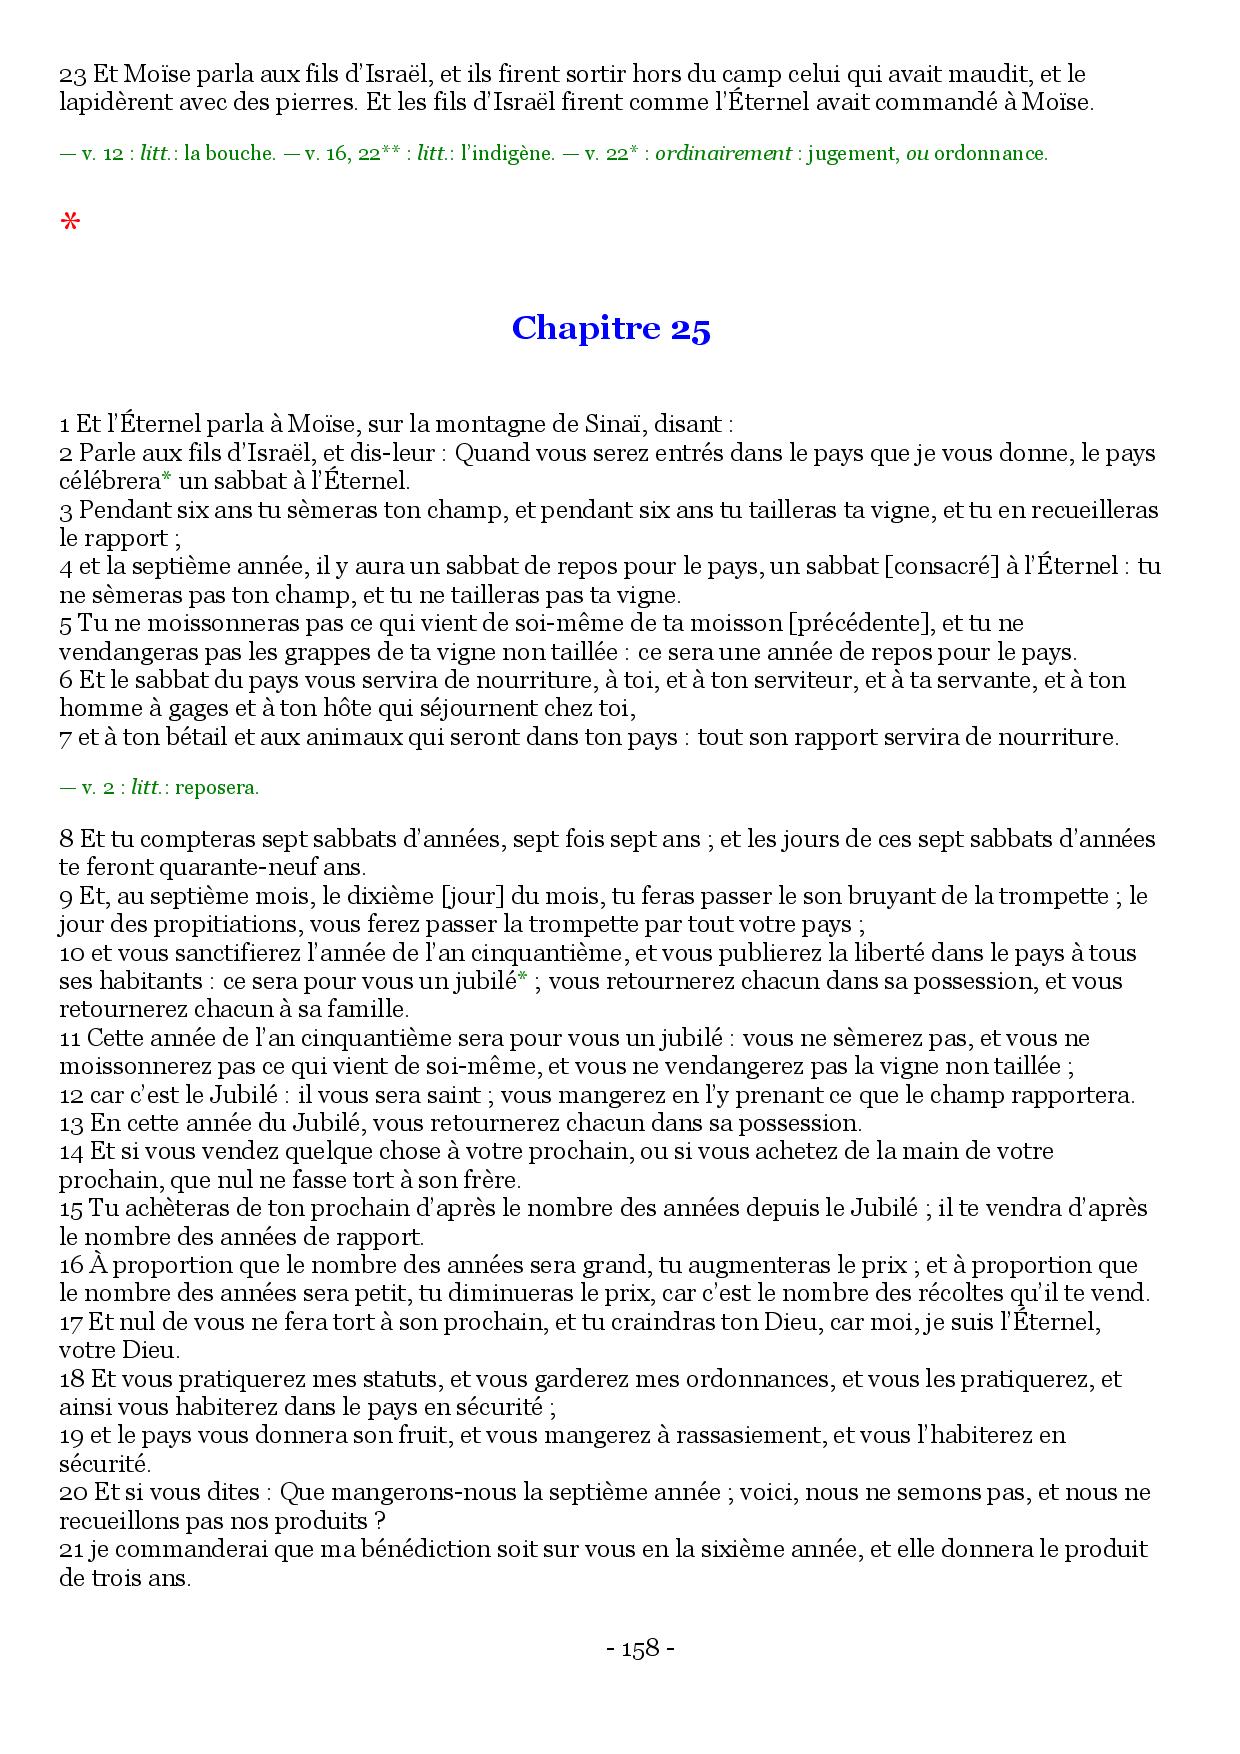 23 Et Moïse parla aux fils d’Israël, et ils firent sortir hors du camp celui qui avait maudit, et le
lapidèrent avec des pierres. Et les fils d’Israël firent comme l’Éternel avait commandé à Moïse.
— v. 12 : litt.: la bouche. — v. 16, 22** : litt.: l’indigène. — v. 22* : ordinairement : jugement, ou ordonnance.
*
Chapitre 25
1 Et l’Éternel parla à Moïse, sur la montagne de Sinaï, disant :
2 Parle aux fils d’Israël, et dis-leur : Quand vous serez entrés dans le pays que je vous donne, le pays
célébrera* un sabbat à l’Éternel.
3 Pendant six ans tu sèmeras ton champ, et pendant six ans tu tailleras ta vigne, et tu en recueilleras
le rapport ;
4 et la septième année, il y aura un sabbat de repos pour le pays, un sabbat [consacré] à l’Éternel : tu
ne sèmeras pas ton champ, et tu ne tailleras pas ta vigne.
5 Tu ne moissonneras pas ce qui vient de soi-même de ta moisson [précédente], et tu ne
vendangeras pas les grappes de ta vigne non taillée : ce sera une année de repos pour le pays.
6 Et le sabbat du pays vous servira de nourriture, à toi, et à ton serviteur, et à ta servante, et à ton
homme à gages et à ton hôte qui séjournent chez toi,
7 et à ton bétail et aux animaux qui seront dans ton pays : tout son rapport servira de nourriture.
— v. 2 : litt.: reposera.
8 Et tu compteras sept sabbats d’années, sept fois sept ans ; et les jours de ces sept sabbats d’années
te feront quarante-neuf ans.
9 Et, au septième mois, le dixième [jour] du mois, tu feras passer le son bruyant de la trompette ; le
jour des propitiations, vous ferez passer la trompette par tout votre pays ;
10 et vous sanctifierez l’année de l’an cinquantième, et vous publierez la liberté dans le pays à tous
ses habitants : ce sera pour vous un jubilé* ; vous retournerez chacun dans sa possession, et vous
retournerez chacun à sa famille.
11 Cette année de l’an cinquantième sera pour vous un jubilé : vous ne sèmerez pas, et vous ne
moissonnerez pas ce qui vient de soi-même, et vous ne vendangerez pas la vigne non taillée ;
12 car c’est le Jubilé : il vous sera saint ; vous mangerez en l’y prenant ce que le champ rapportera.
13 En cette année du Jubilé, vous retournerez chacun dans sa possession.
14 Et si vous vendez quelque chose à votre prochain, ou si vous achetez de la main de votre
prochain, que nul ne fasse tort à son frère.
15 Tu achèteras de ton prochain d’après le nombre des années depuis le Jubilé ; il te vendra d’après
le nombre des années de rapport.
16 À proportion que le nombre des années sera grand, tu augmenteras le prix ; et à proportion que
le nombre des années sera petit, tu diminueras le prix, car c’est le nombre des récoltes qu’il te vend.
17 Et nul de vous ne fera tort à son prochain, et tu craindras ton Dieu, car moi, je suis l’Éternel,
votre Dieu.
18 Et vous pratiquerez mes statuts, et vous garderez mes ordonnances, et vous les pratiquerez, et
ainsi vous habiterez dans le pays en sécurité ;
19 et le pays vous donnera son fruit, et vous mangerez à rassasiement, et vous l’habiterez en
sécurité.
20 Et si vous dites : Que mangerons-nous la septième année ; voici, nous ne semons pas, et nous ne
recueillons pas nos produits ?
21 je commanderai que ma bénédiction soit sur vous en la sixième année, et elle donnera le produit
de trois ans.
- 158 -